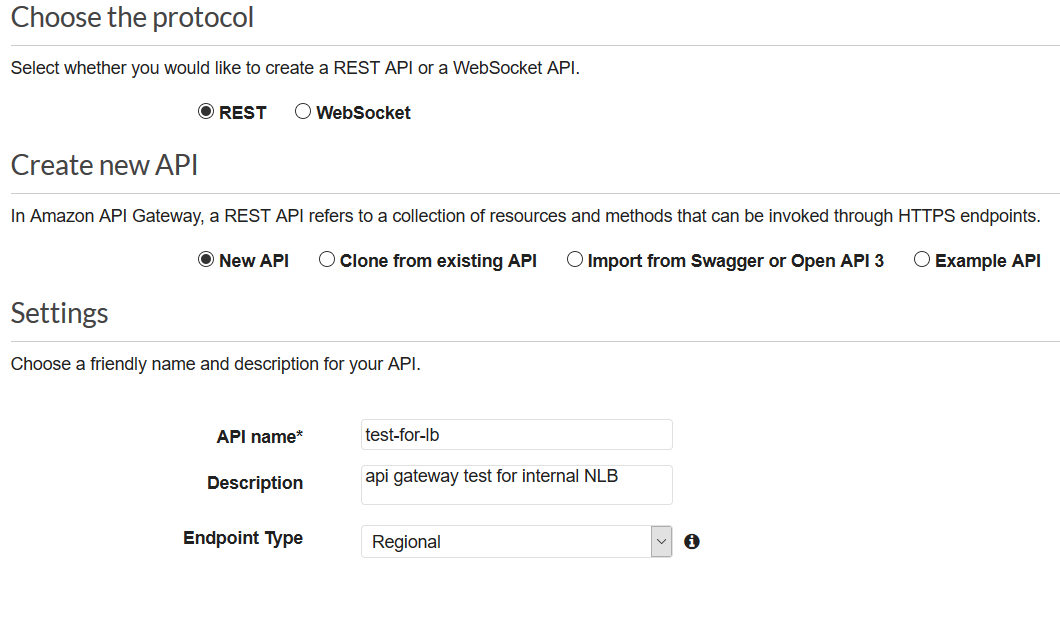 Choose the protocol
Select whether you would like to create a REST API or a WebSocket API.
REST WebSocket
Create new API
In Amazon API Gateway, a REST API refers to a collection of resources and methods that can be invoked through HTTPS endpoints.
New API Clone from existing API Import from Swagger or Open API 3 Example API
Settings
Choose a friendly name and description for your API.
API name* test-for-lb
Description api gateway test for internal NLB
Endpoint Type Regional